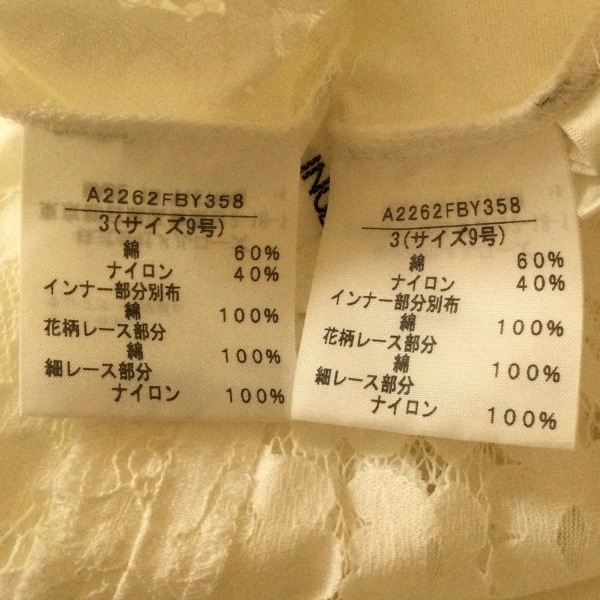 A2262FBY358
3(サイズ9号)
綿 60%
ナイロン 40%
インナー部分別布
綿 100%
花柄レース部分
綿 100%
細レース部分
ナイロン 100%
A2262FBY358
3(サイズ9号)
綿 60%
ナイロン 40%
インナー部分別布
綿 100%
花柄レース部分
綿 100%
細レース部分
ナイロン 100%